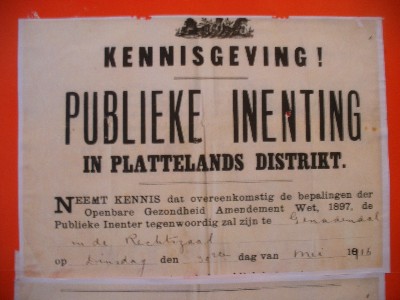 KENNISGEVING!
PUBLIEKE INENTING
IN PLATTELANDS DISTRIKT.
NEEMT KENNIS dat overeenkomstig de bepalingen der
Openbare Gezondheid Amendement Wet, 1897, de
Publieke Inenter tegenwoordig zal zijn te Genadendal
in de Rechtzaal
op Dinsdag den 30sten dag van Mei 1916